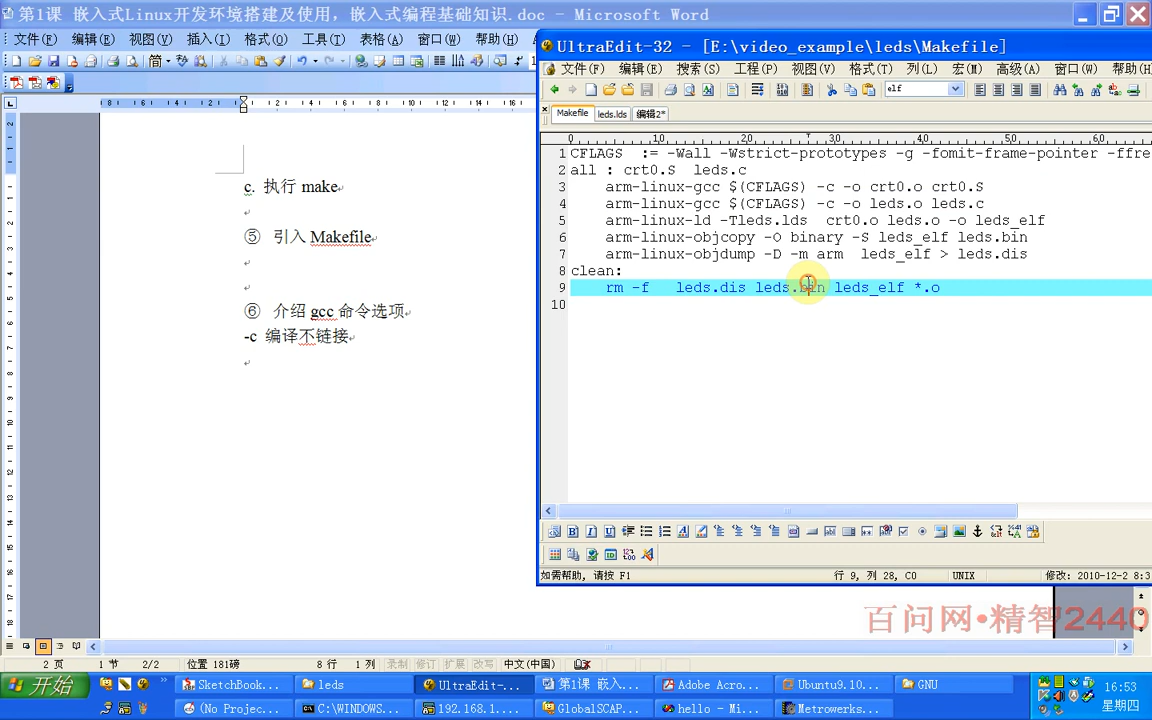 第1课 嵌入式Linux开发环境搭建及使用，嵌入式编程基础知识.doc - Microsoft Word
文件(F) 编辑(E) 视图(V) 插入(I) 格式(O) 工具(T) 表格(A) 窗口(W) 帮助(H)
c. 执行 make
⑤ 引入 Makefile
⑥ 介绍 gcc 命令选项
-c 编译不链接
UltraEdit-32 - [E:\video_example\leds\Makefile]
文件(F) 编辑(E) 搜索(S) 工程(P) 视图(V) 格式(T) 列(L) 宏(M) 高级(A) 窗口(W) 帮助(H)
elf
Makefile leds.lds 编辑2*
0 10 20 30 40 50 60
1 CFLAGS := -Wall -Wstrict-prototypes -g -fomit-frame-pointer -ffre
2 all : crt0.S leds.c
3 arm-linux-gcc $(CFLAGS) -c -o crt0.o crt0.S
4 arm-linux-gcc $(CFLAGS) -c -o leds.o leds.c
5 arm-linux-ld -Tleds.lds crt0.o leds.o -o leds_elf
6 arm-linux-objcopy -O binary -S leds_elf leds.bin
7 arm-linux-objdump -D -m arm leds_elf > leds.dis
8 clean:
9 rm -f leds.dis leds.bin leds_elf *.o
10
如需帮助, 请按 F1 行 9, 列 28, C0 UNIX 修改: 2010-12-2 8:3
百问网•精智2440
2 页 1 节 2/2 位置 181磅 8 行 1 列 录制 修订 扩展 改写 中文(中国)
开始 SketchBook... leds UltraEdit-... 第1课 嵌入... Adobe Acro... Ubuntu9.10... GNU 16:53
(No Projec... C:\WINDOWS... 192.168.1.... GlobalSCAP... hello - Mi... Metrowerks... 星期四